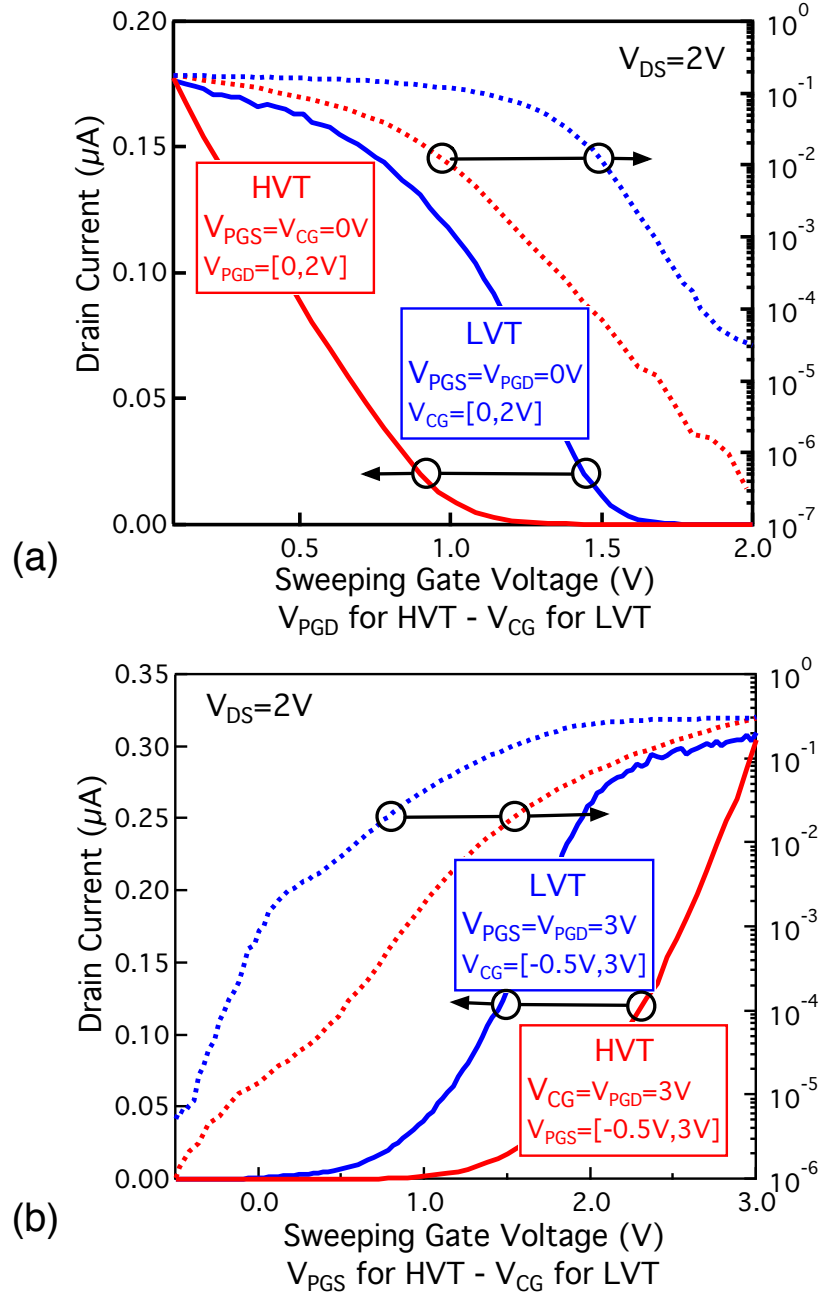 0.20
0.15
0.10
0.05
0.00
Drain Current (μA)
V_DS=2V
10^0
10^-1
10^-2
10^-3
10^-4
10^-5
10^-6
10^-7
HVT
V_PGS=V_CG=0V
V_PGD=[0,2V]
LVT
V_PGS=V_PGD=0V
V_CG=[0,2V]
0.5 1.0 1.5 2.0
(a)
Sweeping Gate Voltage (V)
V_PGD for HVT - V_CG for LVT
0.35
0.30
0.25
0.20
0.15
0.10
0.05
0.00
Drain Current (μA)
V_DS=2V
10^0
10^-1
10^-2
10^-3
10^-4
10^-5
10^-6
LVT
V_PGS=V_PGD=3V
V_CG=[-0.5V,3V]
HVT
V_CG=V_PGD=3V
V_PGS=[-0.5V,3V]
0.0 1.0 2.0 3.0
(b)
Sweeping Gate Voltage (V)
V_PGS for HVT - V_CG for LVT